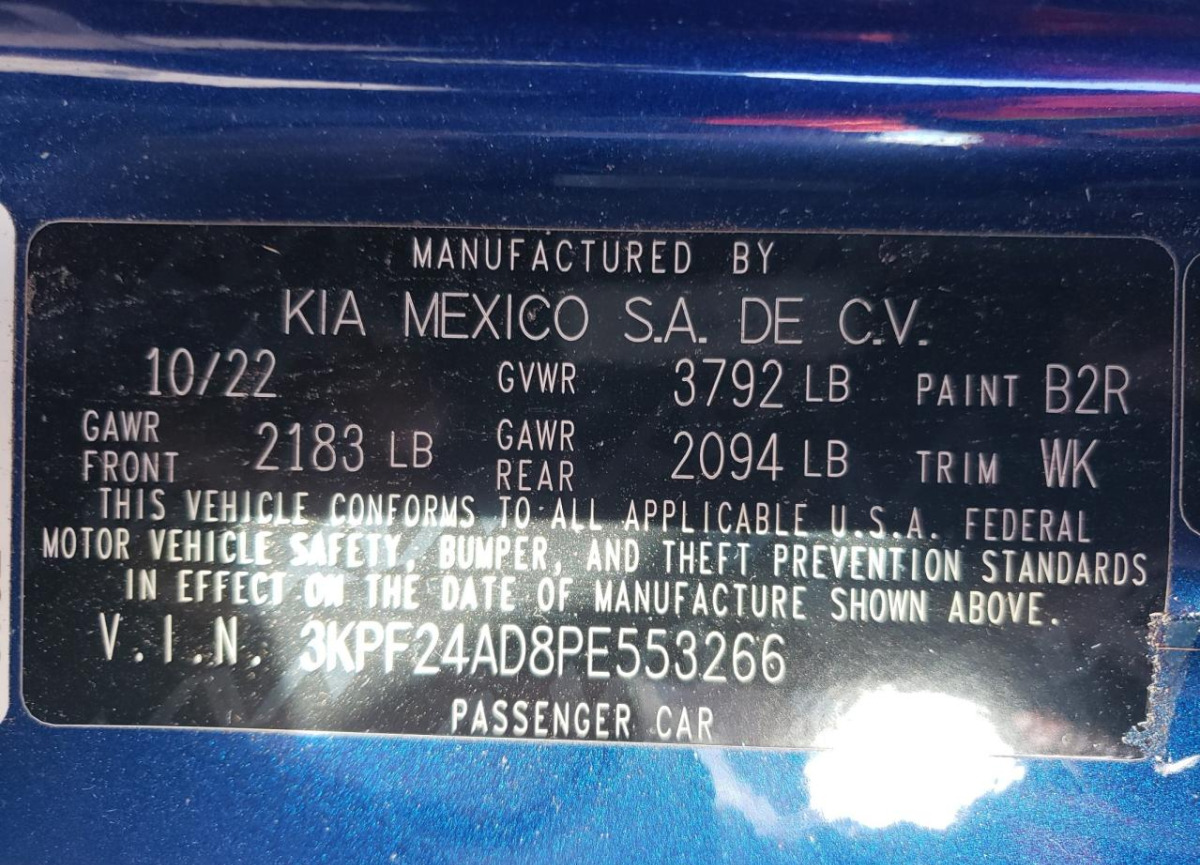 MANUFACTURED BY
KIA MEXICO S.A. DE C.V.
10/22 GVWR 3792 LB PAINT B2R
GAWR FRONT 2183 LB GAWR REAR 2094 LB TRIM WK
THIS VEHICLE CONFORMS TO ALL APPLICABLE U.S.A. FEDERAL
MOTOR VEHICLE SAFETY, BUMPER, AND THEFT PREVENTION STANDARDS
IN EFFECT ON THE DATE OF MANUFACTURE SHOWN ABOVE.
V.I.N. 3KPF24AD8PE553266
PASSENGER CAR